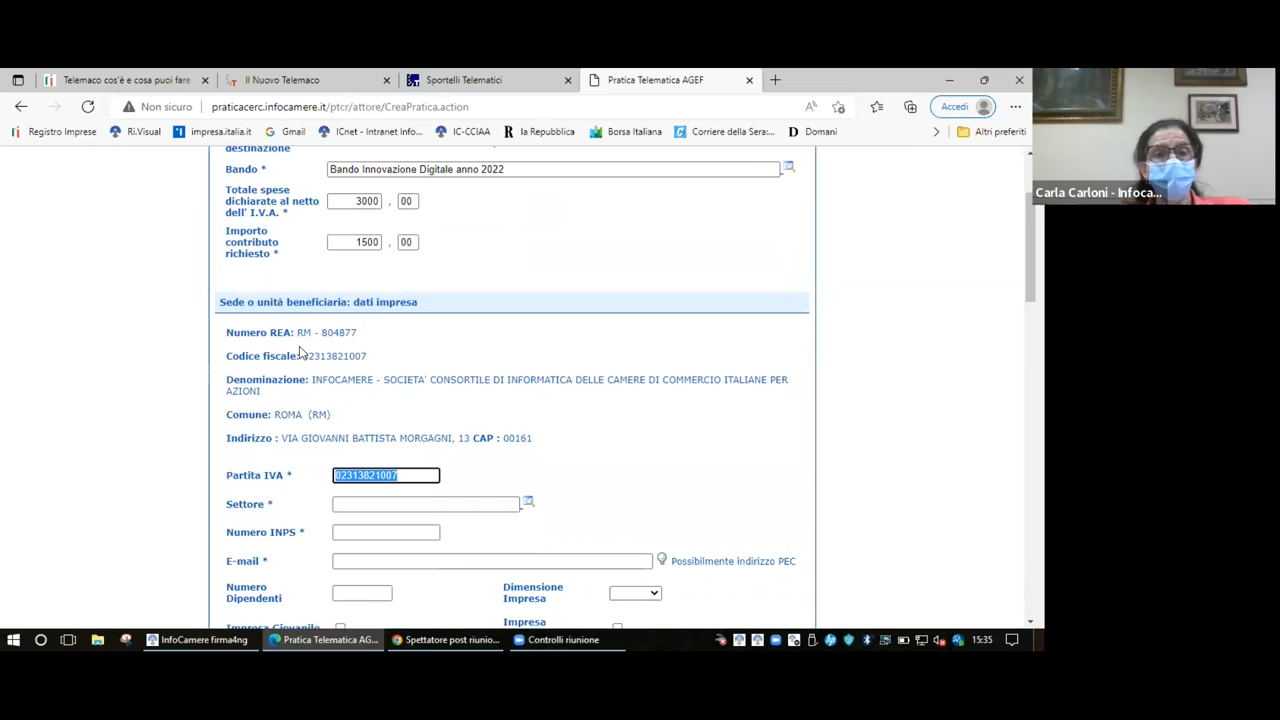 Telemaco cos'è e cosa puoi fare
Il Nuovo Telemaco
Sportelli Telematici
Pratica Telematica AGEF
Non sicuro
praticacerc.infocamere.it/ptcr/attore/CreaPratica.action
Accedi
Registro Imprese
Ri.Visual
impresa.italia.it
Gmail
ICnet - Intranet Info...
IC-CCIAA
la Repubblica
Borsa Italiana
Corriere della Sera:...
Domani
Altri preferiti
destinazione
Bando * Bando Innovazione Digitale anno 2022
Totale spese
dichiarate al netto 3000 , 00
dell' I.V.A. *
Importo
contributo 1500 , 00
richiesto *
Sede o unità beneficiaria: dati impresa
Numero REA: RM - 804877
Codice fiscale: 02313821007
Denominazione: INFOCAMERE - SOCIETA' CONSORTILE DI INFORMATICA DELLE CAMERE DI COMMERCIO ITALIANE PER
AZIONI
Comune: ROMA (RM)
Indirizzo : VIA GIOVANNI BATTISTA MORGAGNI, 13 CAP : 00161
Partita IVA * 02313821007
Settore *
Numero INPS *
E-mail * Possibilmente indirizzo PEC
Numero
Dipendenti
Dimensione
Impresa
Impresa Giovanile
Impresa
Carla Carloni - Infoca...
InfoCamere firma4ng
Pratica Telematica AG...
Spettatore post riunio...
Controlli riunione
15:35